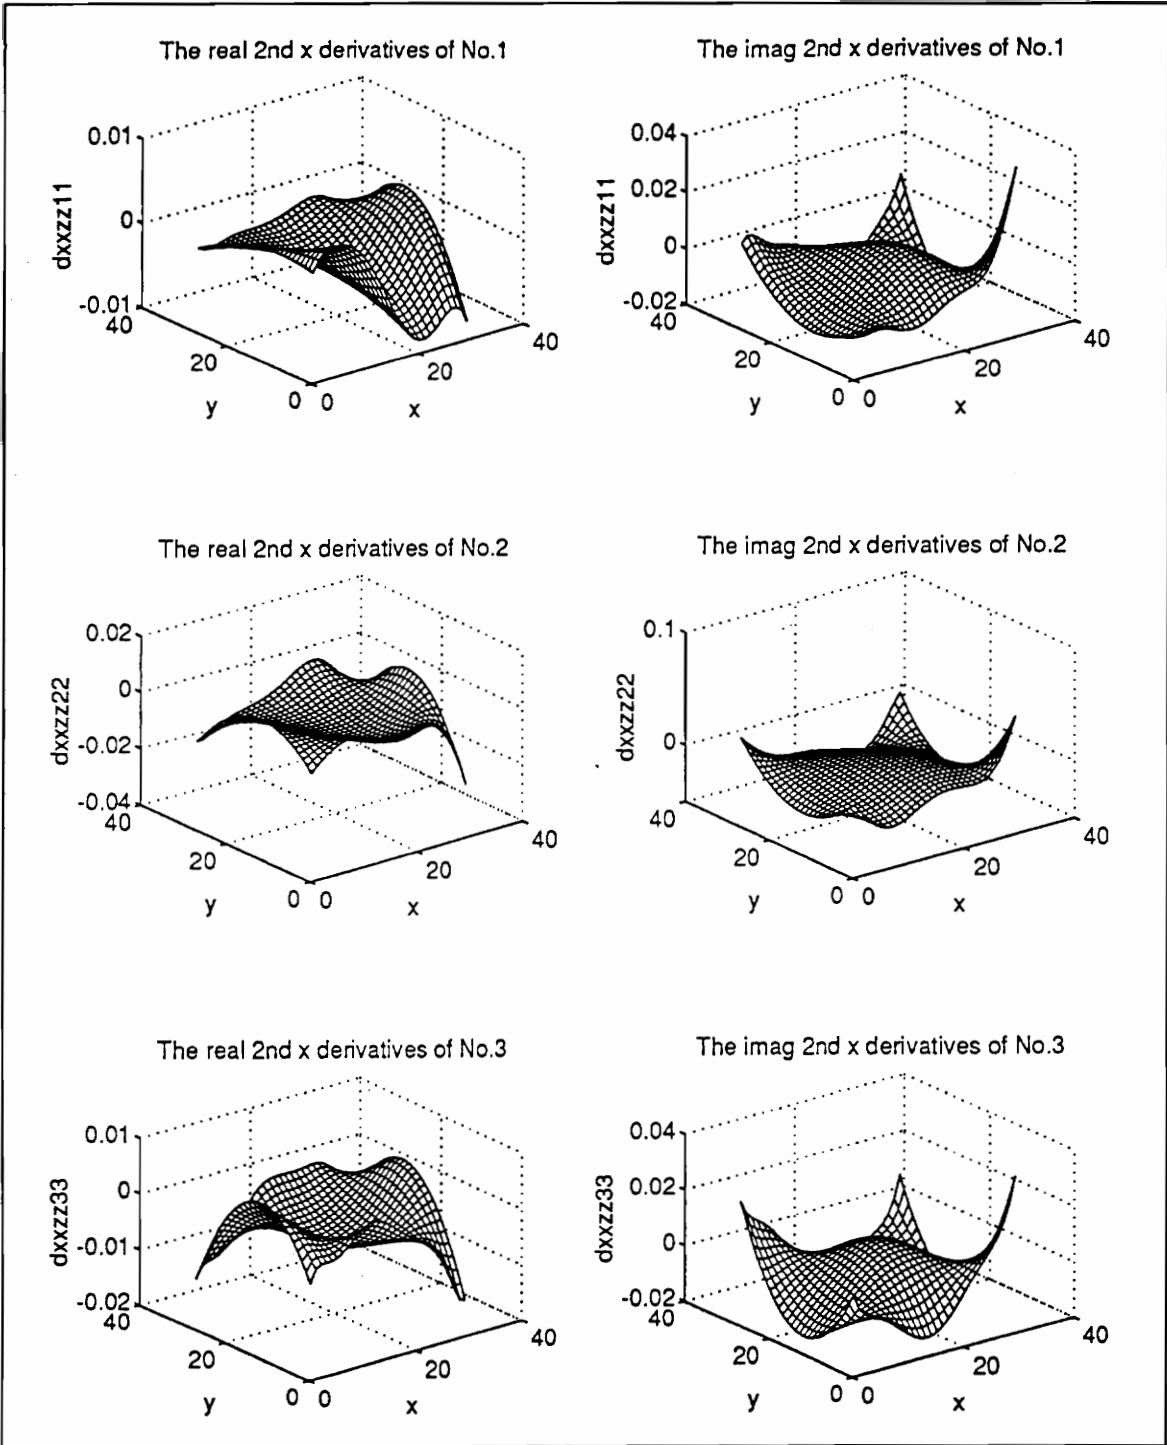 The real 2nd x derivatives of No.1
0.01
0
-0.01
dxxzz11
40
20
0
y
0
20
40
x
The imag 2nd x derivatives of No.1
0.04
0.02
0
-0.02
dxxzz11
40
20
0
y
0
20
40
x
The real 2nd x derivatives of No.2
0.02
0
-0.02
-0.04
dxxzz22
40
20
0
y
0
20
40
x
The imag 2nd x derivatives of No.2
0.1
0
dxxzz22
40
20
0
y
0
20
40
x
The real 2nd x derivatives of No.3
0.01
0
-0.01
-0.02
dxxzz33
40
20
0
y
0
20
40
x
The imag 2nd x derivatives of No.3
0.04
0.02
0
-0.02
dxxzz33
40
20
0
y
0
20
40
x